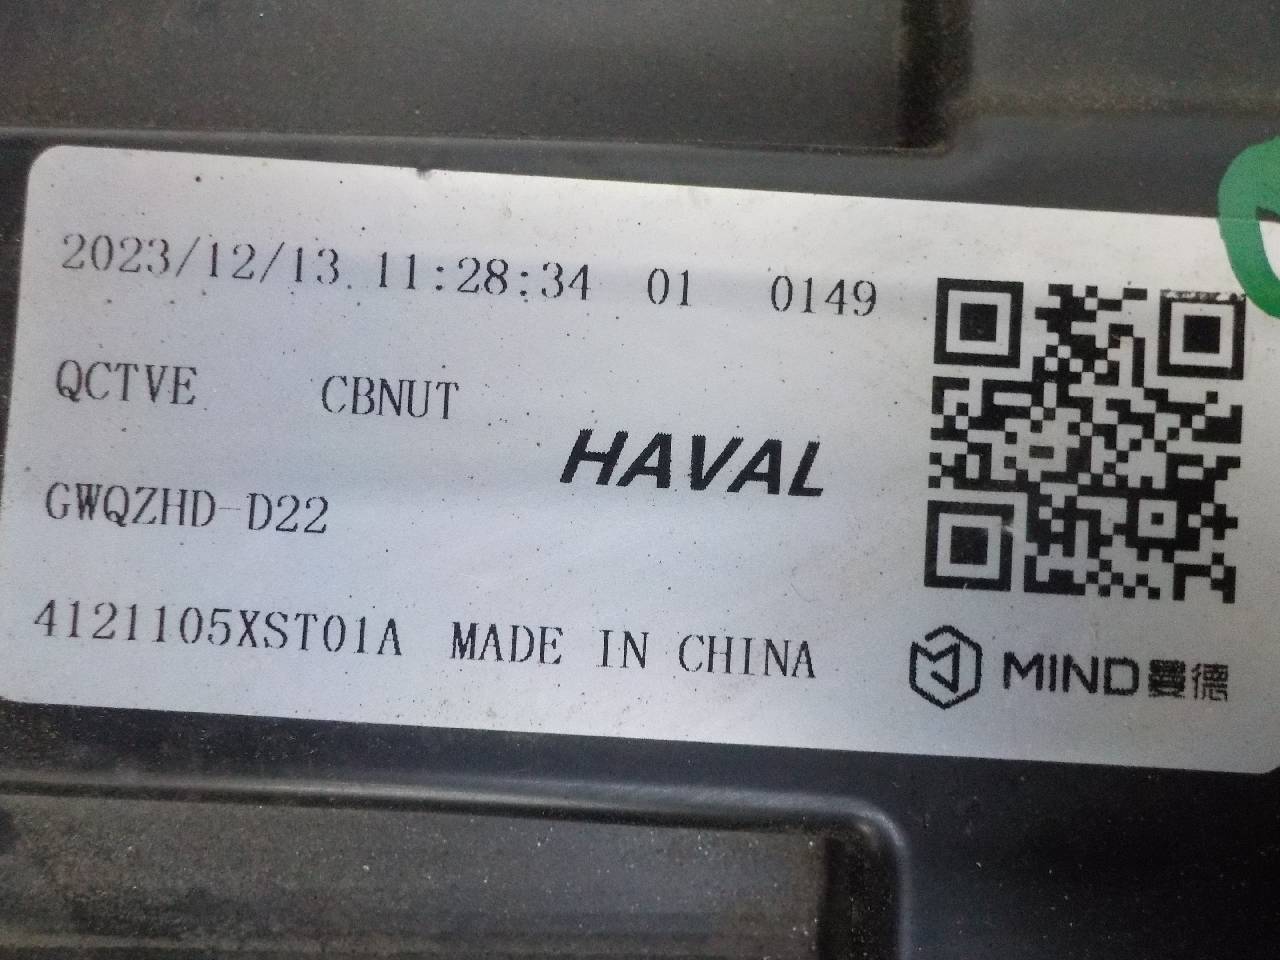 2023/12/13 11:28:34 01 0149
QCTVE CBNUT
HAVAL
GWQZHD-D22
4121105XST01A MADE IN CHINA
MIND赛德